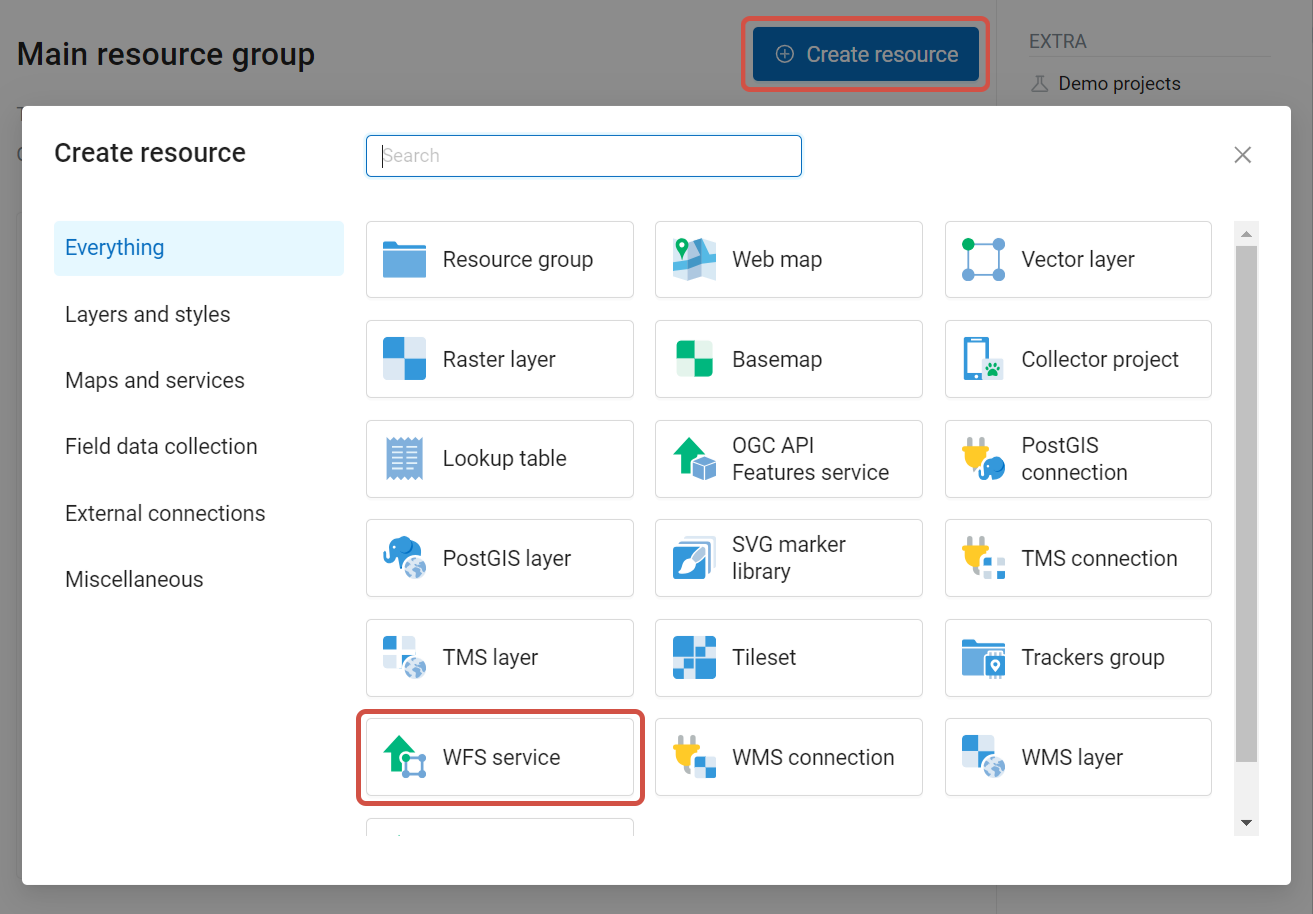 Main resource group
Create resource
EXTRA
Demo projects
Create resource
Search
Everything
Layers and styles
Maps and services
Field data collection
External connections
Miscellaneous
Resource group
Web map
Vector layer
Raster layer
Basemap
Collector project
Lookup table
OGC API
Features service
PostGIS
connection
PostGIS layer
SVG marker
library
TMS connection
TMS layer
Tileset
Trackers group
WFS service
WMS connection
WMS layer